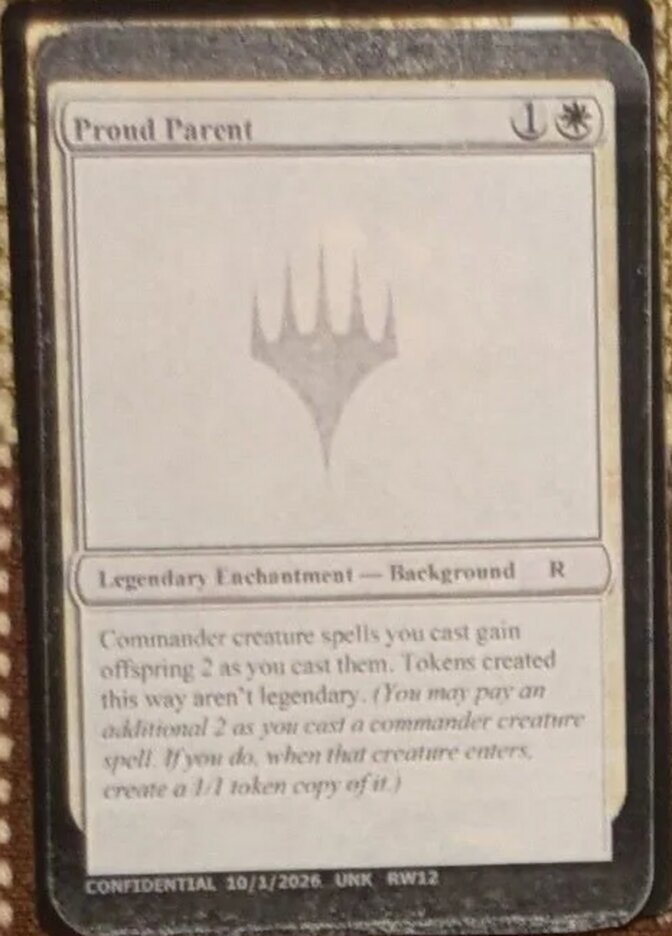 Proud Parent 1
Legendary Enchantment — Background R
Commander creature spells you cast gain
offspring 2 as you cast them. Tokens created
this way aren't legendary. (You may pay an
additional 2 as you cast a commander creature
spell. If you do, when that creature enters,
create a 1/1 token copy of it.)
CONFIDENTIAL 10/1/2026 UNK RW12